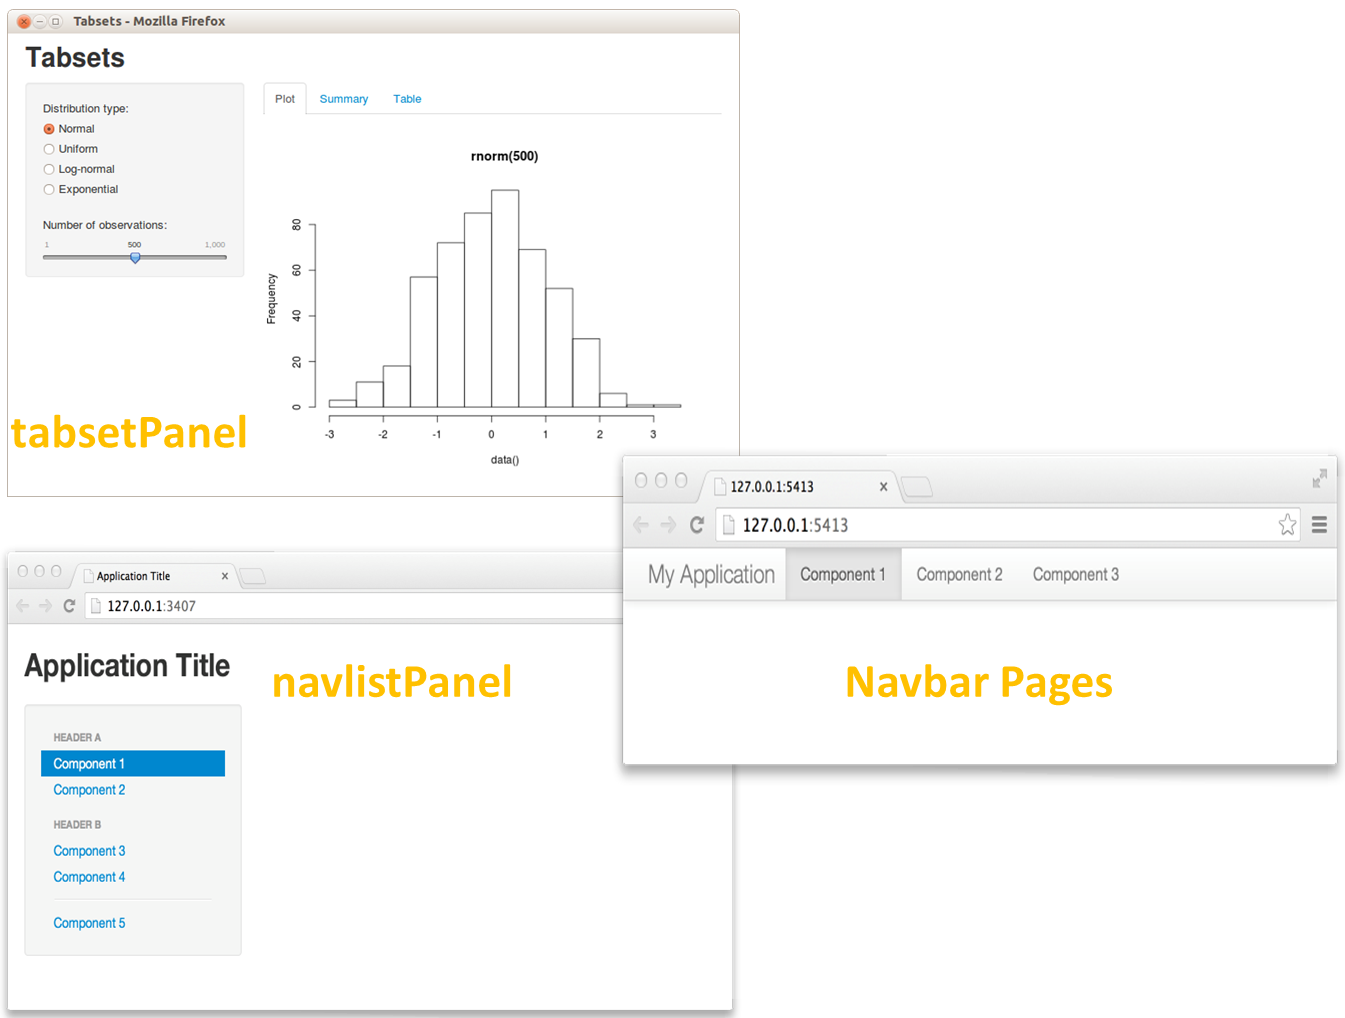 Tabsets - Mozilla Firefox
Tabsets
Distribution type:
Normal
Uniform
Log-normal
Exponential
Number of observations:
1 500 1,000
Plot Summary Table
rnorm(500)
Frequency
0 20 40 60 80
-3 -2 -1 0 1 2 3
data()
tabsetPanel
127.0.0.1:5413
127.0.0.1:5413
My Application Component 1 Component 2 Component 3
Navbar Pages
Application Title
127.0.0.1:3407
Application Title
navlistPanel
HEADER A
Component 1
Component 2
HEADER B
Component 3
Component 4
Component 5